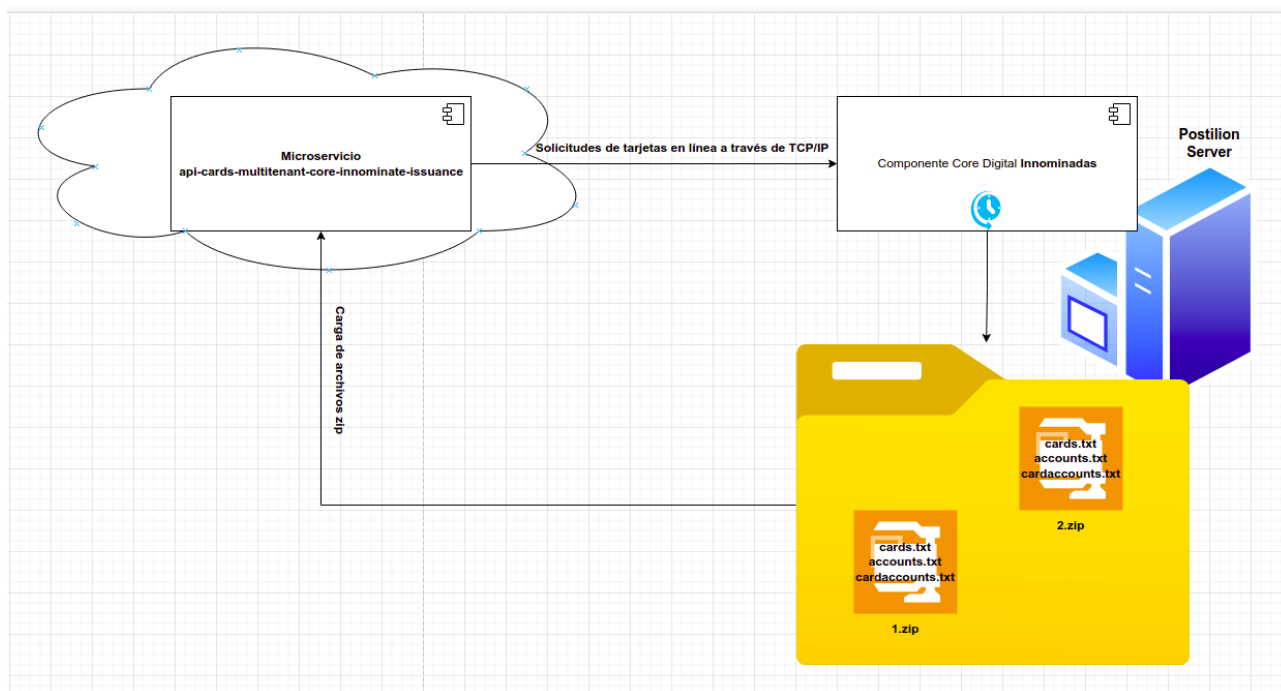 Microservicio
api-cards-multitenant-core-innominate-issuance
Solicitudes de tarjetas en línea a través de TCP/IP
Componente Core Digital Innominadas
Postilion
Server
Carga de archivos zip
cards.txt
accounts.txt
cardaccounts.txt
2.zip
cards.txt
accounts.txt
cardaccounts.txt
1.zip